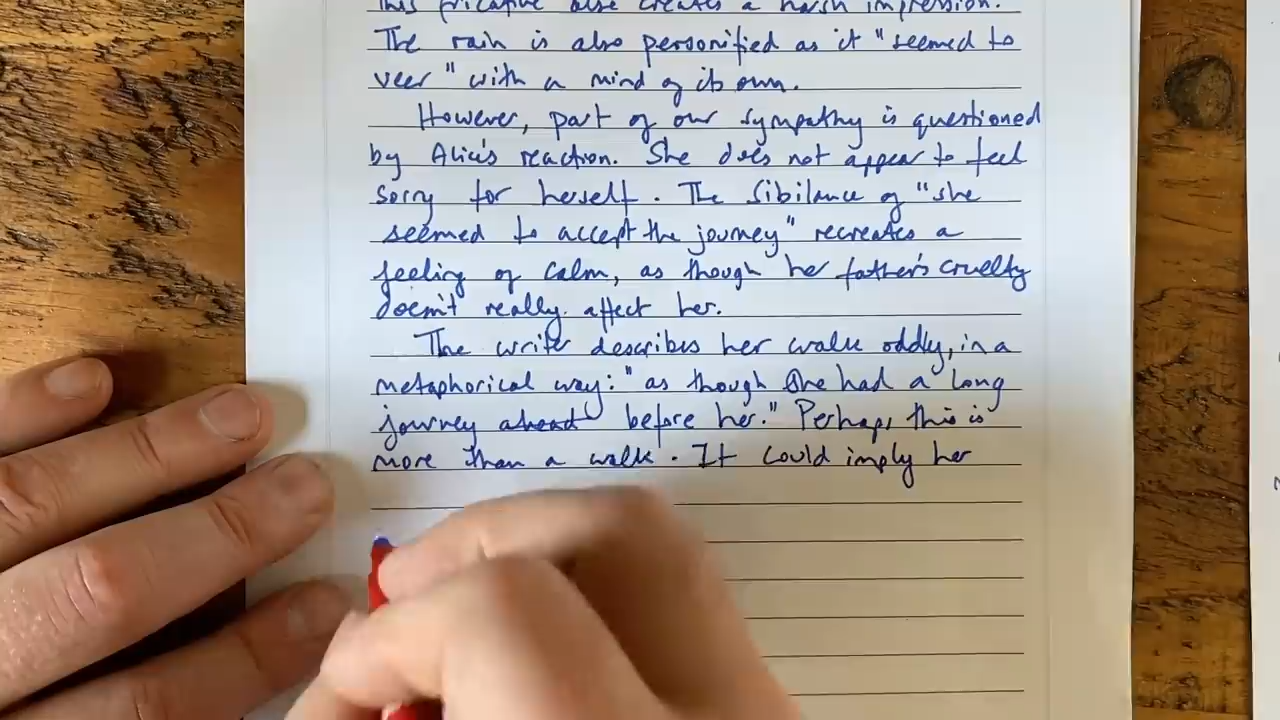 This fricative also creates a harsh impression.
The rain is also personified as it "seemed to
veer" with a mind of its own.
However, part of our sympathy is questioned
by Alice's reaction. She does not appear to feel
sorry for herself. The sibilance of "she
seemed to accept the journey" recreates a
feeling of calm, as though her father's cruelty
doesn't really affect her.
The writer describes her walk oddly, in a
metaphorical way: "as though she had a long
journey ahead before her." Perhaps this is
more than a walk. It could imply her